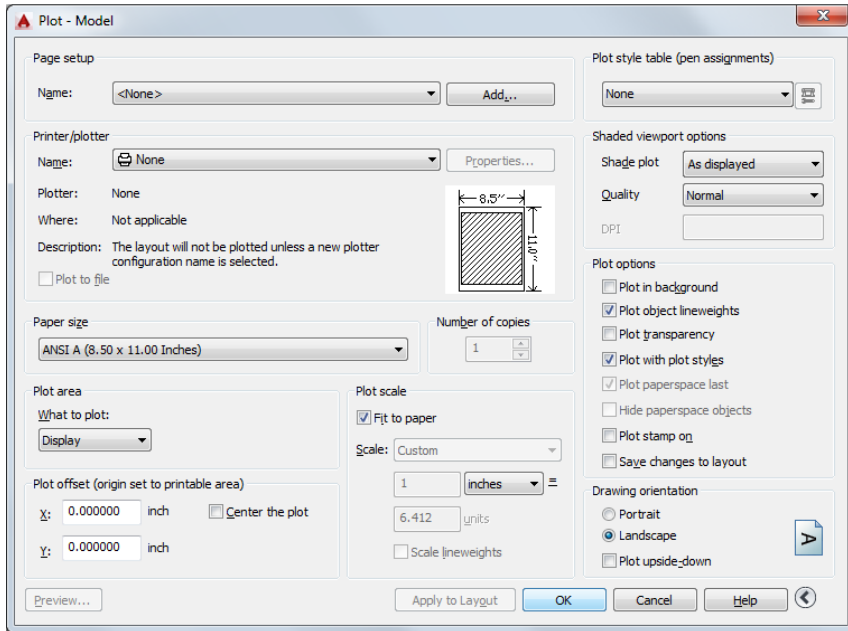 Plot - Model
Page setup
Name: <None> Add...
Printer/plotter
Name: None Properties...
Plotter: None
Where: Not applicable
Description: The layout will not be plotted unless a new plotter
configuration name is selected.
Plot to file
8.5″
11.0″
Paper size
ANSI A (8.50 x 11.00 Inches)
Number of copies
1
Plot area
What to plot:
Display
Plot offset (origin set to printable area)
X: 0.000000 inch Center the plot
Y: 0.000000 inch
Plot scale
Fit to paper
Scale: Custom
1 inches =
6.412 units
Scale lineweights
Plot style table (pen assignments)
None
Shaded viewport options
Shade plot As displayed
Quality Normal
DPI
Plot options
Plot in background
Plot object lineweights
Plot transparency
Plot with plot styles
Plot paperspace last
Hide paperspace objects
Plot stamp on
Save changes to layout
Drawing orientation
Portrait
Landscape
Plot upside-down
A
Preview... Apply to Layout OK Cancel Help